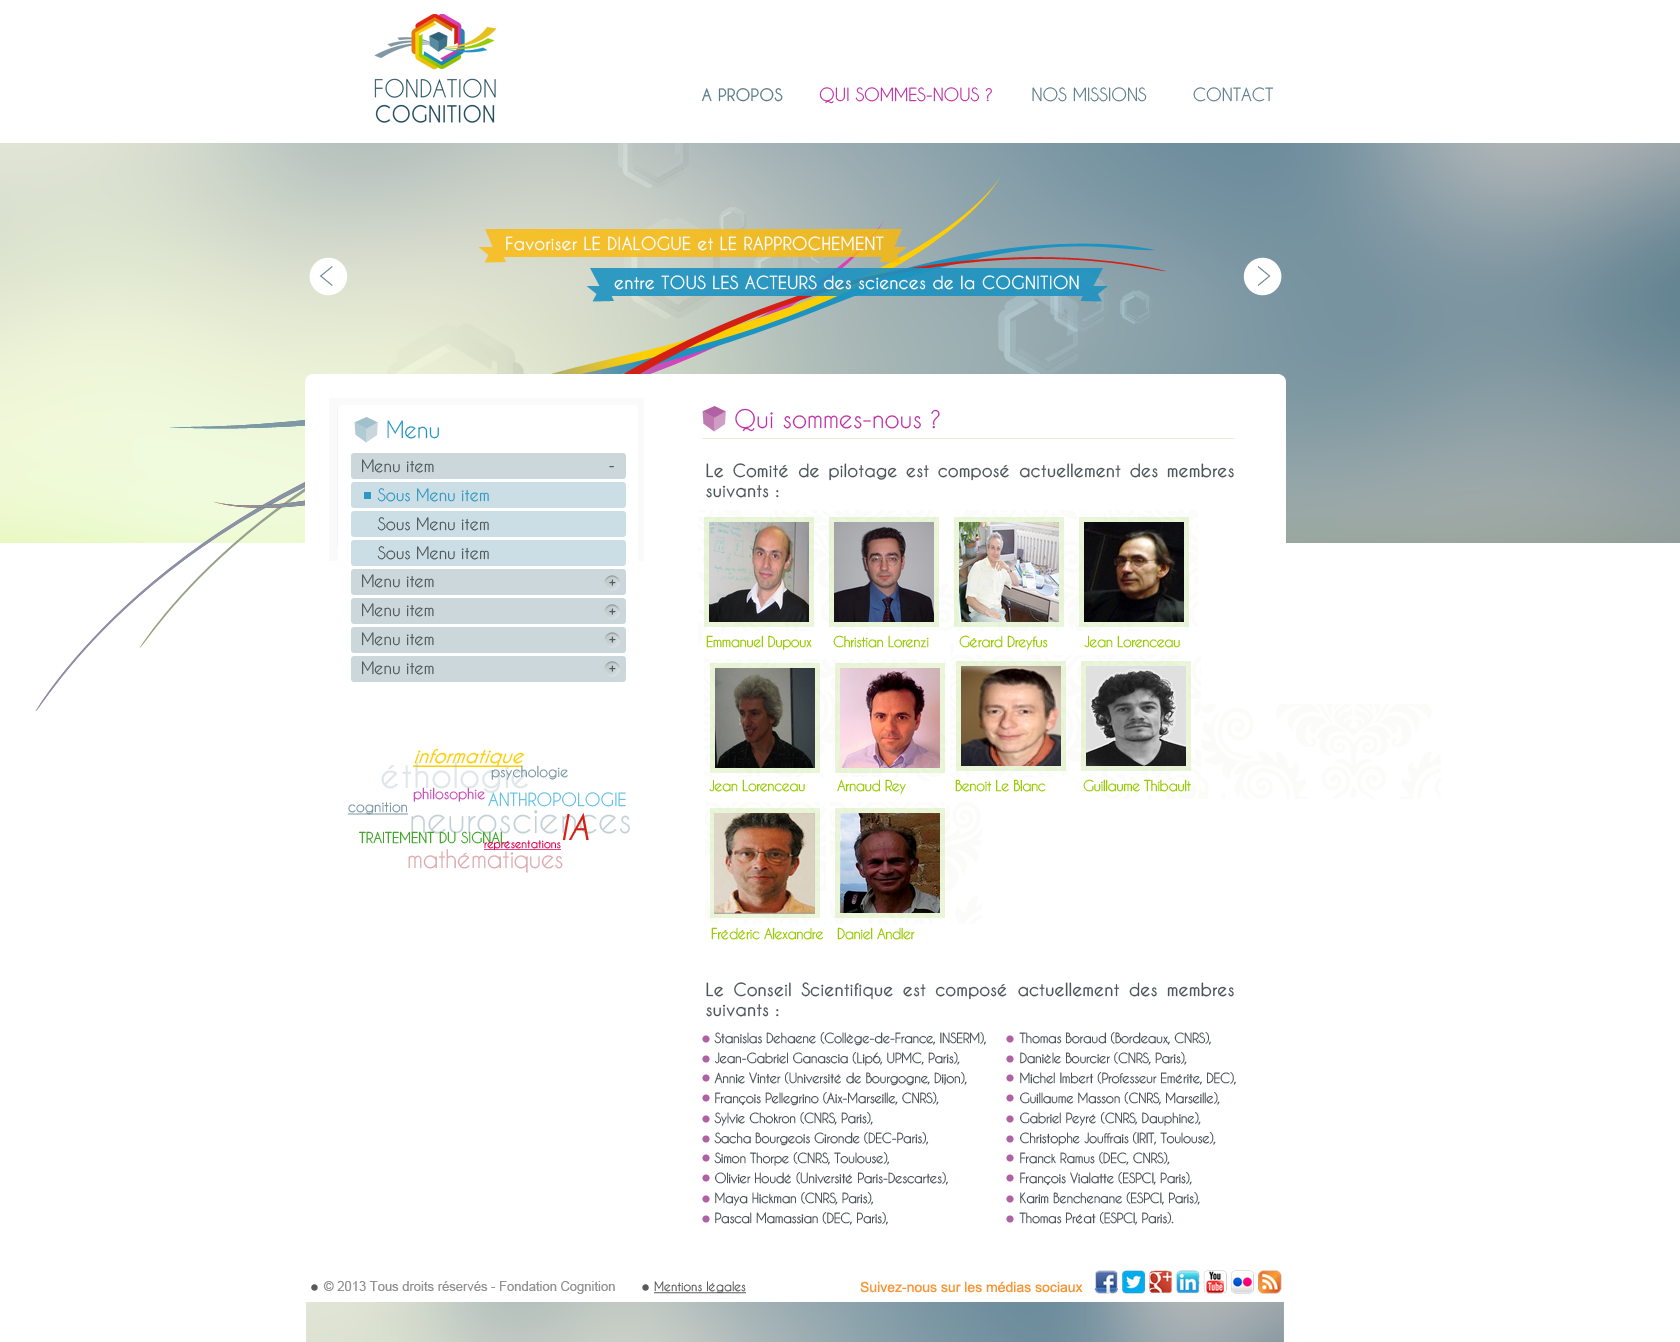 FONDATION
COGNITION
A PROPOS
QUI SOMMES-NOUS ?
NOS MISSIONS
CONTACT
Favoriser LE DIALOGUE et LE RAPPROCHEMENT
entre TOUS LES ACTEURS des sciences de la COGNITION
Menu
Menu item -
Sous Menu item
Sous Menu item
Sous Menu item
Menu item +
Menu item +
Menu item +
Menu item +
informatique
éthologie
psychologie
philosophie
ANTHROPOLOGIE
cognition
neurosciences
IA
TRAITEMENT DU SIGNAL
représentations
mathématiques
Qui sommes-nous ?
Le Comité de pilotage est composé actuellement des membres
suivants :
Emmanuel Dupoux
Christian Lorenzi
Gérard Dreyfus
Jean Lorenceau
Jean Lorenceau
Arnaud Rey
Benoit Le Blanc
Guillaume Thibault
Frédéric Alexandre
Daniel Andler
Le Conseil Scientifique est composé actuellement des membres
suivants :
Stanislas Dehaene (Collège-de-France, INSERM),
Jean-Gabriel Ganascia (Lip6, UPMC, Paris),
Annie Vinter (Université de Bourgogne, Dijon),
François Pellegrino (Aix-Marseille, CNRS),
Sylvie Chokron (CNRS, Paris),
Sacha Bourgeois Gironde (DEC-Paris),
Simon Thorpe (CNRS, Toulouse),
Olivier Houdé (Université Paris-Descartes),
Maya Hickman (CNRS, Paris),
Pascal Mamassian (DEC, Paris),
Thomas Boraud (Bordeaux, CNRS),
Danièle Bourcier (CNRS, Paris),
Michel Imbert (Professeur Emérite, DEC),
Guillaume Masson (CNRS, Marseille),
Gabriel Peyré (CNRS, Dauphine),
Christophe Jouffrais (IRIT, Toulouse),
Franck Ramus (DEC, CNRS),
François Vialatte (ESPCI, Paris),
Karim Benchenane (ESPCI, Paris),
Thomas Préat (ESPCI, Paris).
© 2013 Tous droits réservés - Fondation Cognition
Mentions légales
Suivez-nous sur les médias sociaux
You
Tube